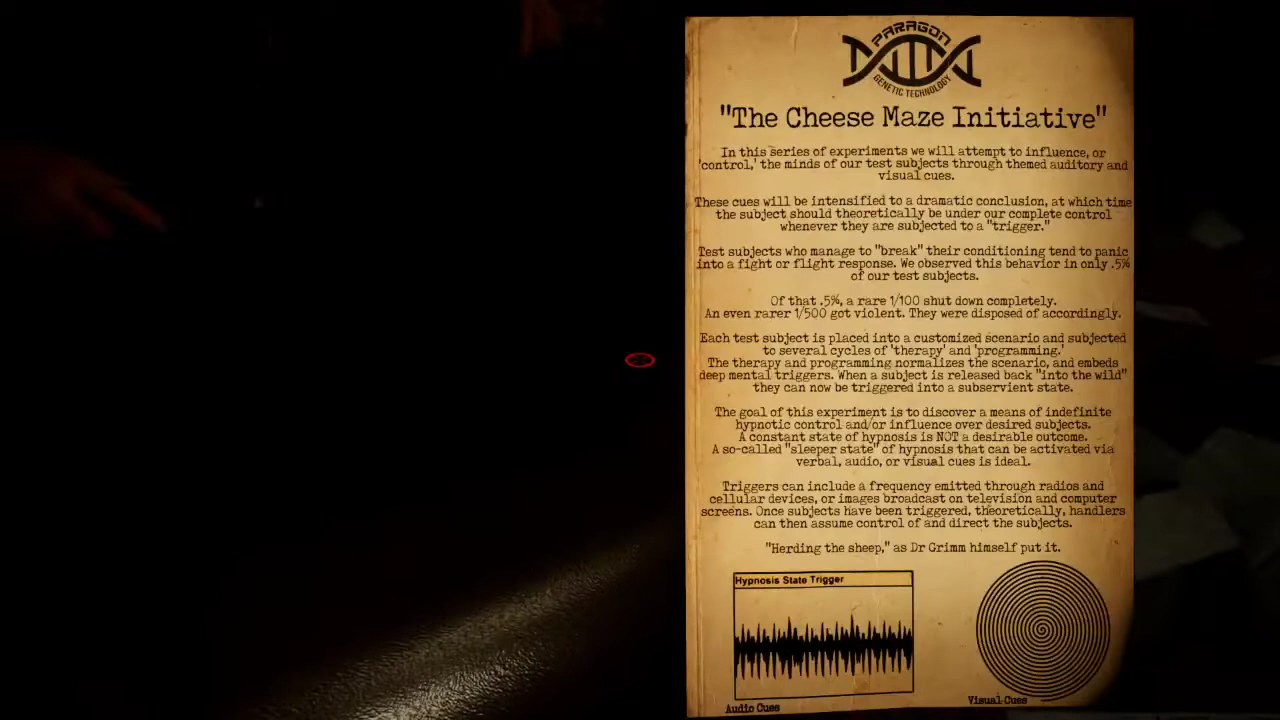 PARAGON
GENETIC TECHNOLOGY
"The Cheese Maze Initiative"
In this series of experiments we will attempt to influence, or
'control,' the minds of our test subjects through themed auditory and
visual cues.
These cues will be intensified to a dramatic conclusion, at which time
the subject should theoretically be under our complete control
whenever they are subjected to a "trigger."
Test subjects who manage to "break" their conditioning tend to panic
into a fight or flight response. We observed this behavior in only .5%
of our test subjects.
Of that .5%, a rare 1/100 shut down completely.
An even rarer 1/500 got violent. They were disposed of accordingly.
Each test subject is placed into a customized scenario and subjected
to several cycles of 'therapy' and 'programming.'
The therapy and programming normalizes the scenario, and embeds
deep mental triggers. When a subject is released back "into the wild"
they can now be triggered into a subservient state.
The goal of this experiment is to discover a means of indefinite
hypnotic control and/or influence over desired subjects.
A constant state of hypnosis is NOT a desirable outcome.
A so-called "sleeper state" of hypnosis that can be activated via
verbal, audio, or visual cues is ideal.
Triggers can include a frequency emitted through radios and
cellular devices, or images broadcast on television and computer
screens. Once subjects have been triggered, theoretically, handlers
can then assume control of and direct the subjects.
"Herding the sheep," as Dr Grimm himself put it.
Hypnosis State Trigger
Audio Cues
Visual Cues